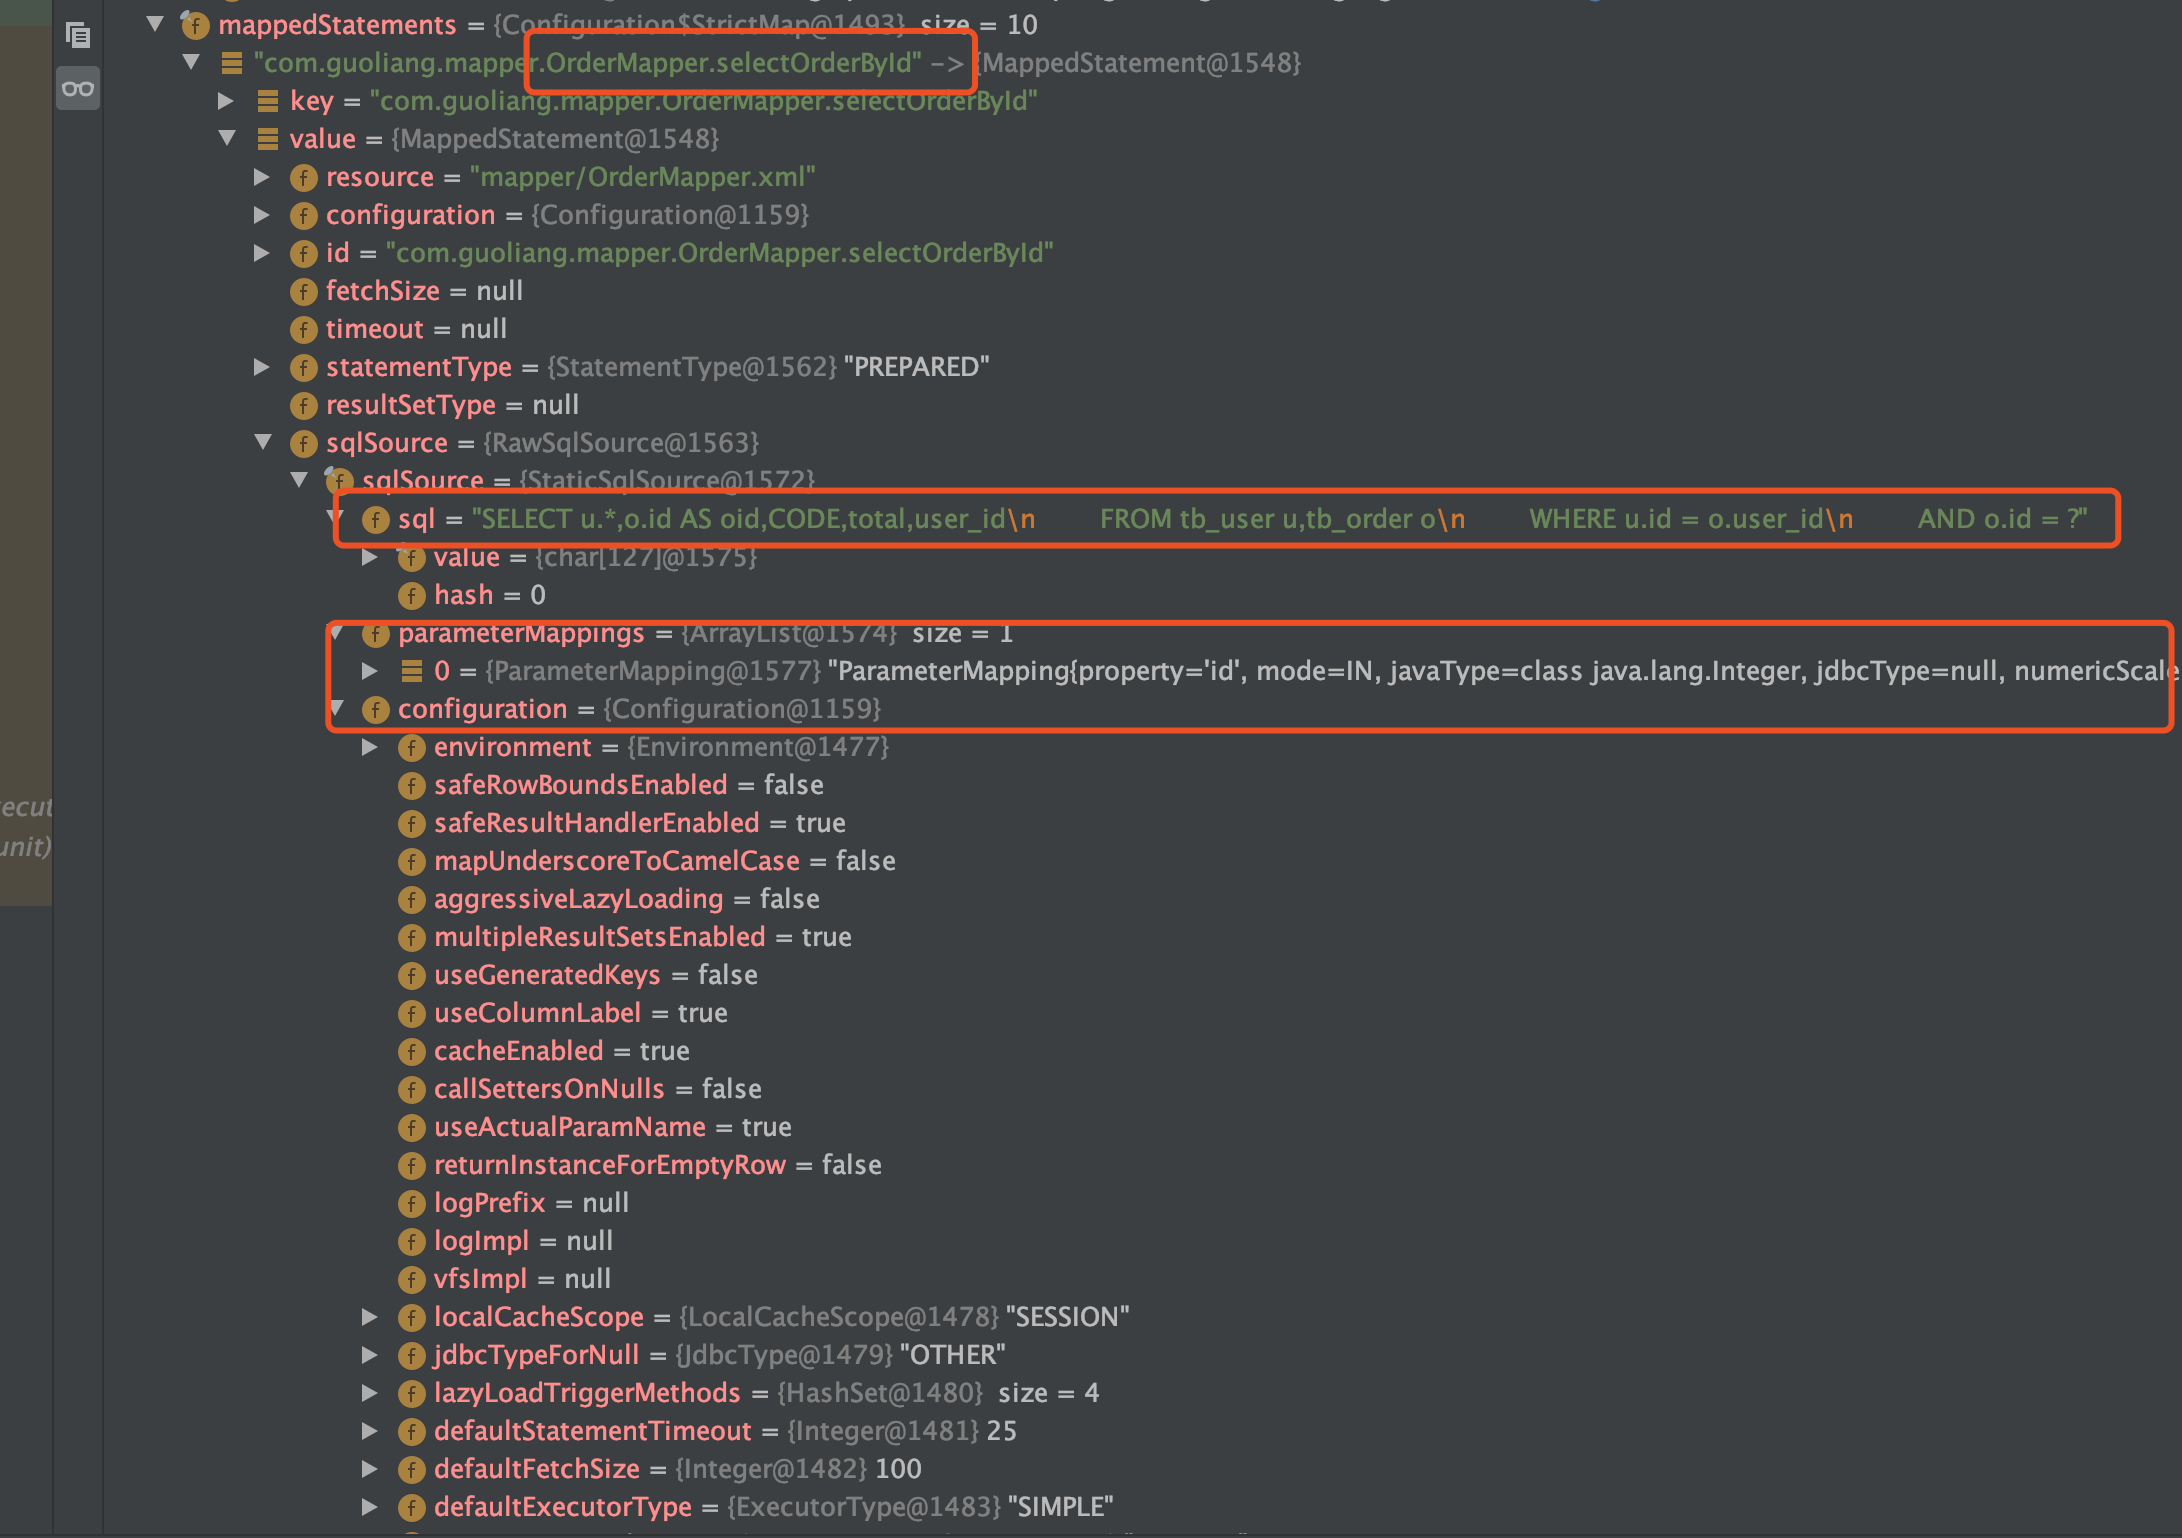 mappedStatements = {Configuration$StrictMap@1493} size = 10
"com.guoliang.mapper.OrderMapper.selectOrderById" -> {MappedStatement@1548}
key = "com.guoliang.mapper.OrderMapper.selectOrderById"
value = {MappedStatement@1548}
resource = "mapper/OrderMapper.xml"
configuration = {Configuration@1159}
id = "com.guoliang.mapper.OrderMapper.selectOrderById"
fetchSize = null
timeout = null
statementType = {StatementType@1562} "PREPARED"
resultSetType = null
sqlSource = {RawSqlSource@1563}
sqlSource = {StaticSqlSource@1572}
sql = "SELECT u.*,o.id AS oid,CODE,total,user_id\n FROM tb_user u,tb_order o\n WHERE u.id = o.user_id\n AND o.id = ?"
value = {char[127]@1575}
hash = 0
parameterMappings = {ArrayList@1574} size = 1
0 = {ParameterMapping@1577} "ParameterMapping{property='id', mode=IN, javaType=class java.lang.Integer, jdbcType=null, numericScale
configuration = {Configuration@1159}
environment = {Environment@1477}
safeRowBoundsEnabled = false
ecut
safeResultHandlerEnabled = true
unit)
mapUnderscoreToCamelCase = false
aggressiveLazyLoading = false
multipleResultSetsEnabled = true
useGeneratedKeys = false
useColumnLabel = true
cacheEnabled = true
callSettersOnNulls = false
useActualParamName = true
returnInstanceForEmptyRow = false
logPrefix = null
logImpl = null
vfsImpl = null
localCacheScope = {LocalCacheScope@1478} "SESSION"
jdbcTypeForNull = {JdbcType@1479} "OTHER"
lazyLoadTriggerMethods = {HashSet@1480} size = 4
defaultStatementTimeout = {Integer@1481} 25
defaultFetchSize = {Integer@1482} 100
defaultExecutorType = {ExecutorType@1483} "SIMPLE"